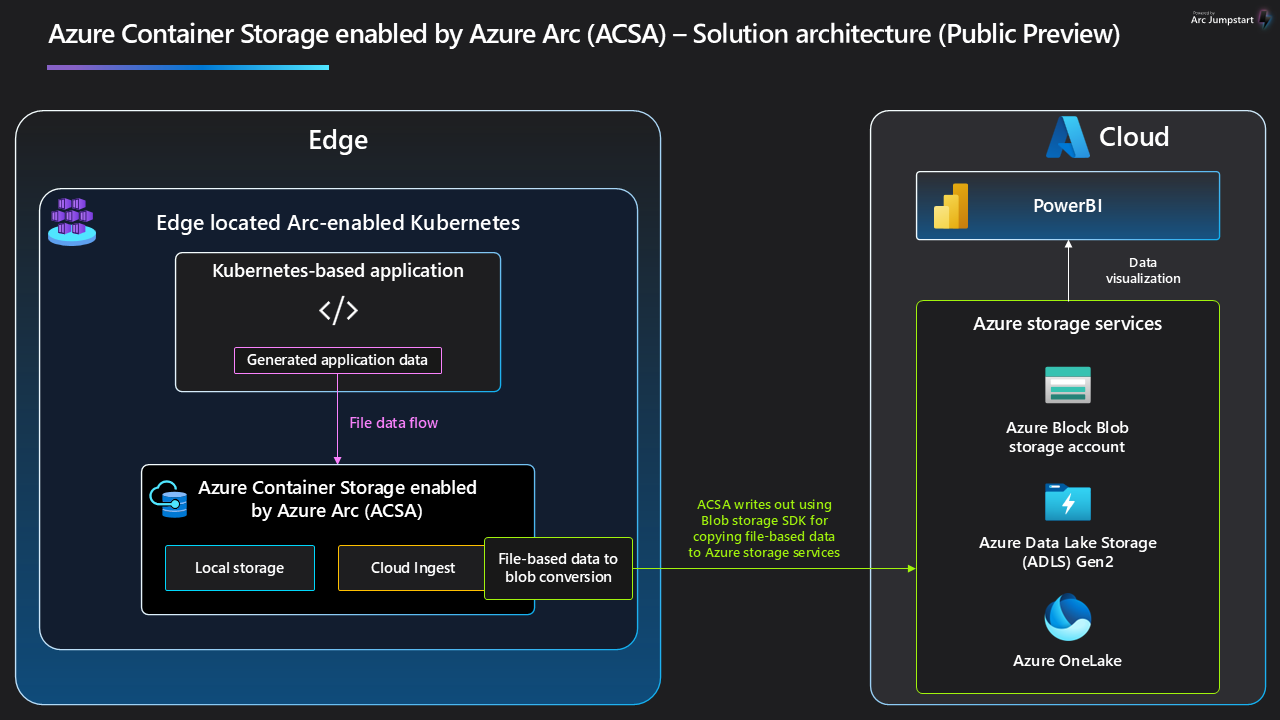 Powered by
Arc Jumpstart
Azure Container Storage enabled by Azure Arc (ACSA) – Solution architecture (Public Preview)
Edge
Edge located Arc-enabled Kubernetes
Kubernetes-based application
</>
Generated application data
File data flow
Azure Container Storage enabled
by Azure Arc (ACSA)
Local storage
Cloud Ingest
File-based data to
blob conversion
ACSA writes out using
Blob storage SDK for
copying file-based data
to Azure storage services
Cloud
PowerBI
Data
visualization
Azure storage services
Azure Block Blob
storage account
Azure Data Lake Storage
(ADLS) Gen2
Azure OneLake